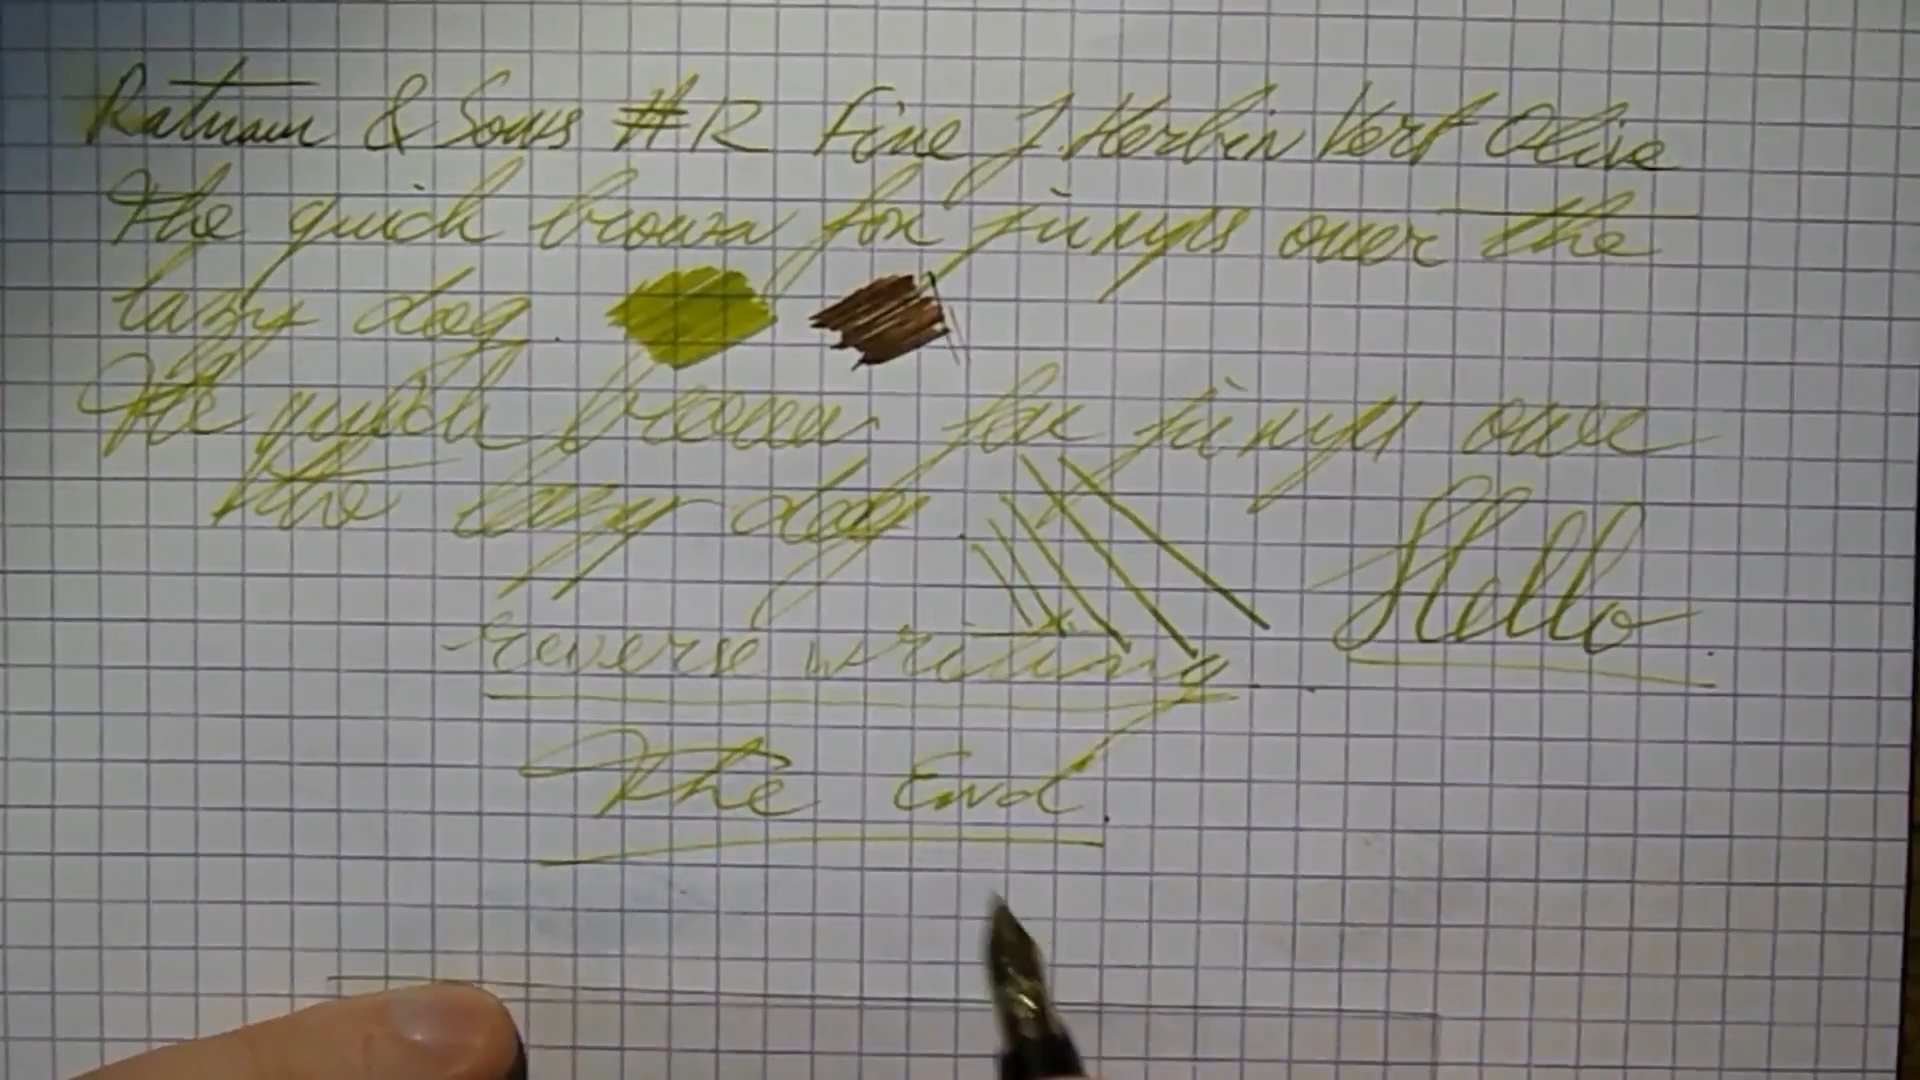 Ratnam & Sons #12 Fine J. Herbin Vert Olive
The quick brown fox jumps over the
lazy dog
The quick brown fox jumps over
the lazy dog
Hello
reverse writing
The End